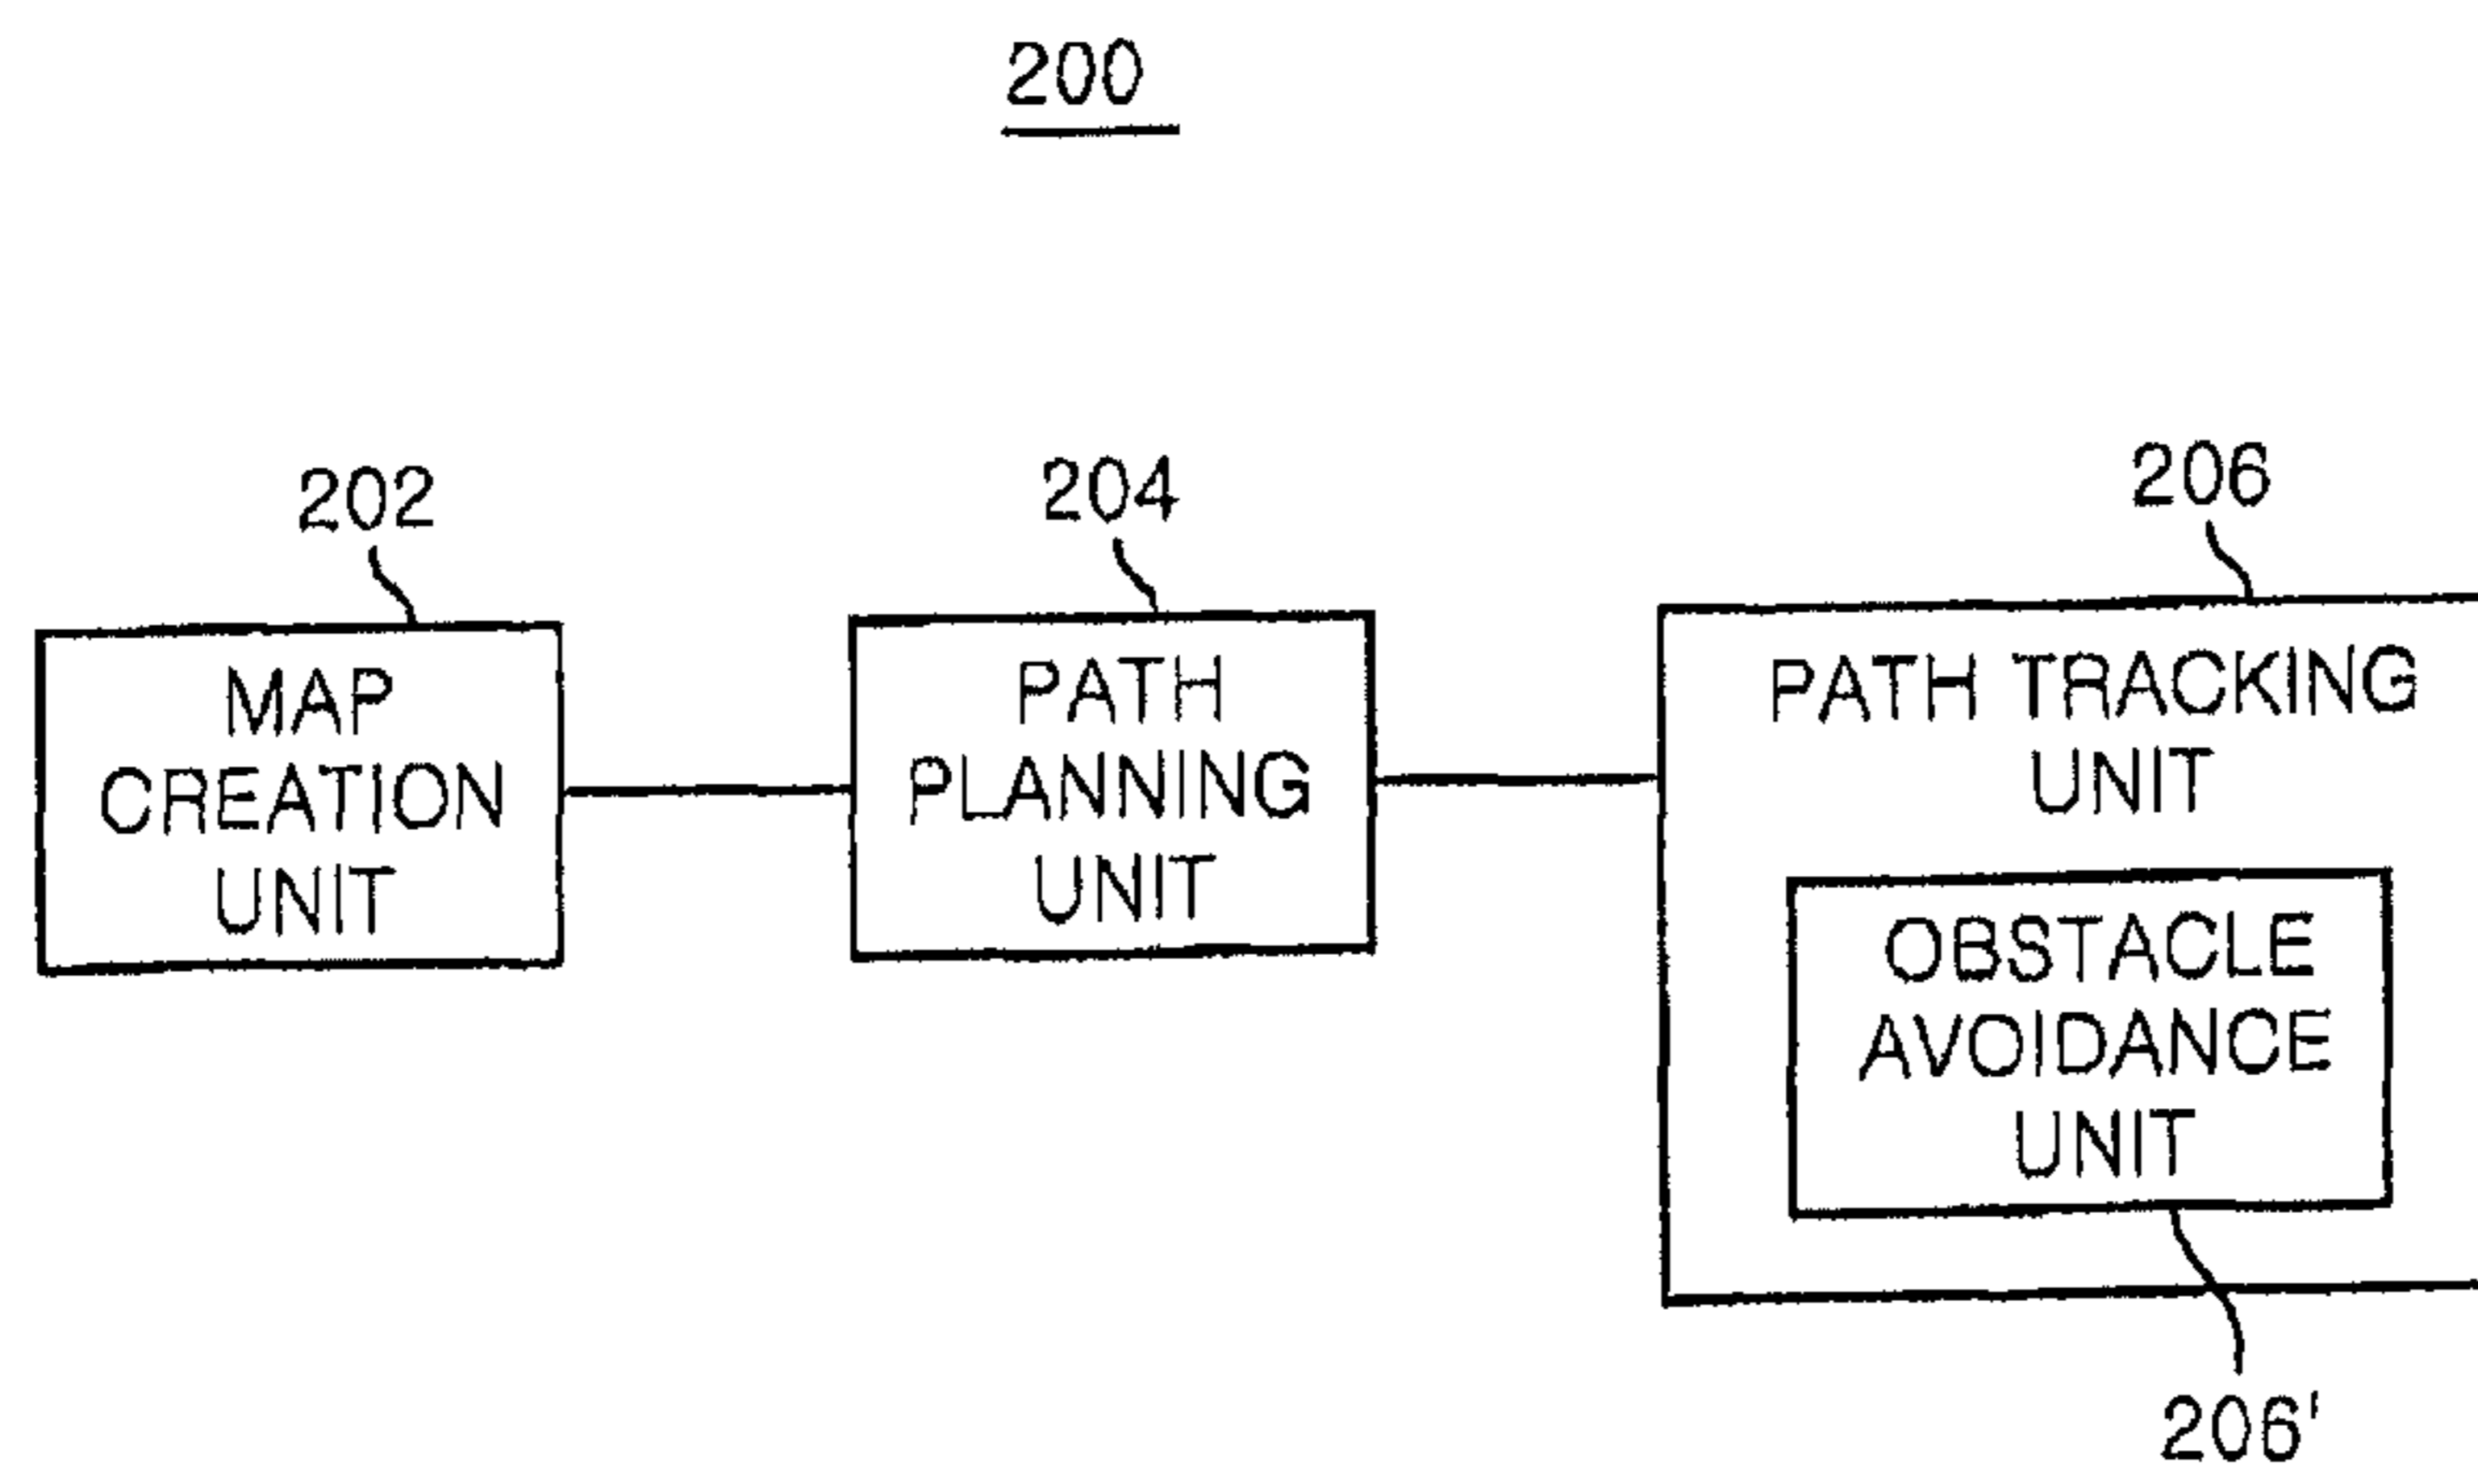 200
202
MAP
CREATION
UNIT
204
PATH
PLANNING
UNIT
206
PATH TRACKING
UNIT
OBSTACLE
AVOIDANCE
UNIT
206'